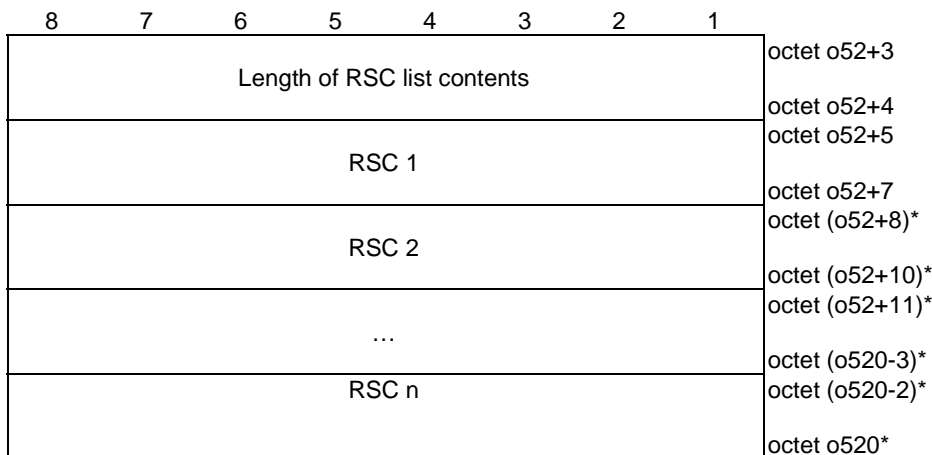 8 7 6 5 4 3 2 1
octet o52+3
Length of RSC list contents
octet o52+4
octet o52+5
RSC 1
octet o52+7
octet (o52+8)*
RSC 2
octet (o52+10)*
octet (o52+11)*
…
octet (o520-3)*
RSC n octet (o520-2)*
octet o520*